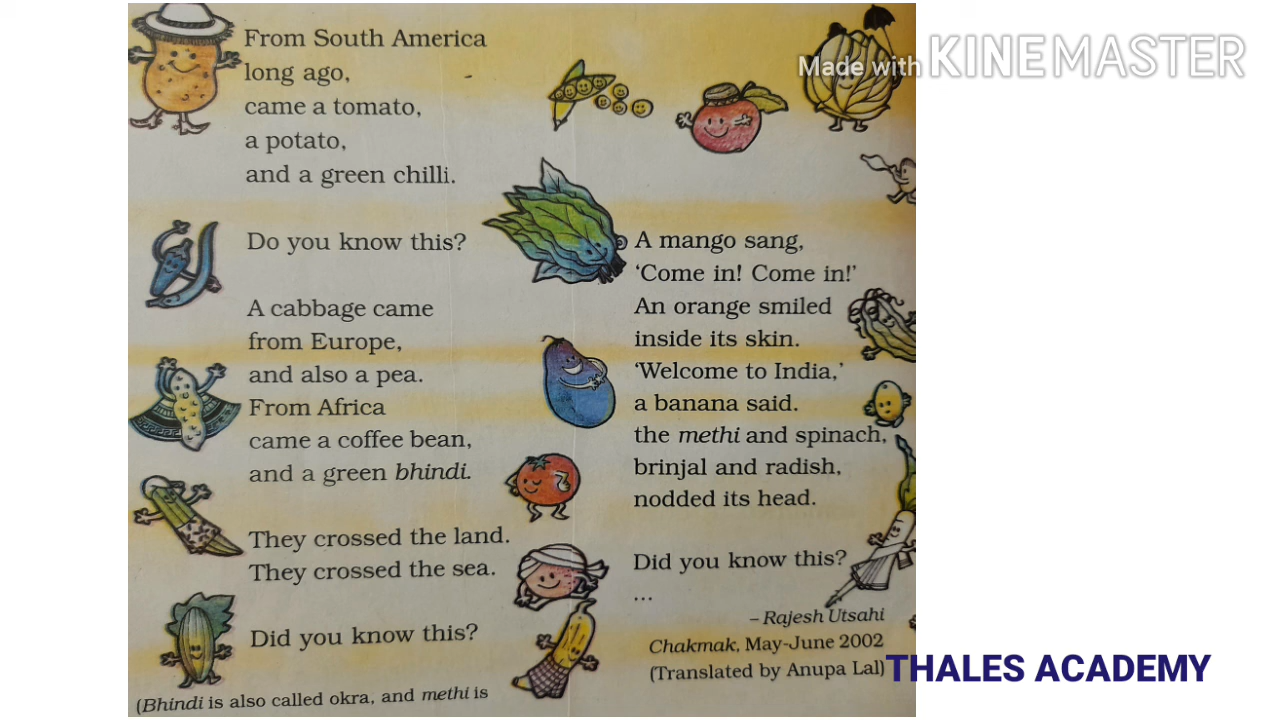 From South America
long ago,
came a tomato,
a potato,
and a green chilli.
Do you know this?
A cabbage came
from Europe,
and also a pea.
From Africa
came a coffee bean,
and a green bhindi.
They crossed the land.
They crossed the sea.
Did you know this?
(Bhindi is also called okra, and methi is
A mango sang,
‘Come in! Come in!’
An orange smiled
inside its skin.
‘Welcome to India,’
a banana said.
the methi and spinach,
brinjal and radish,
nodded its head.
Did you know this?
...
– Rajesh Utsahi
Chakmak, May-June 2002
(Translated by Anupa Lal)
Made with KINEMASTER
THALES ACADEMY